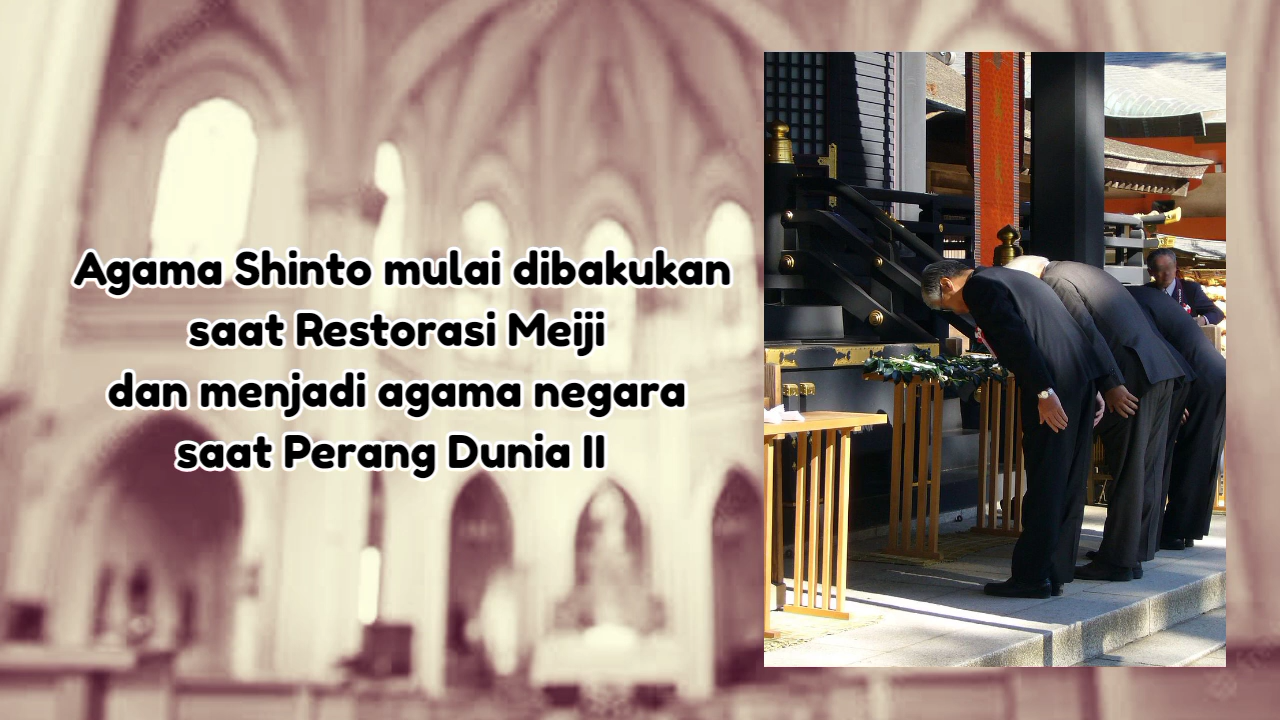 Agama Shinto mulai dibakukan
saat Restorasi Meiji
dan menjadi agama negara
saat Perang Dunia II